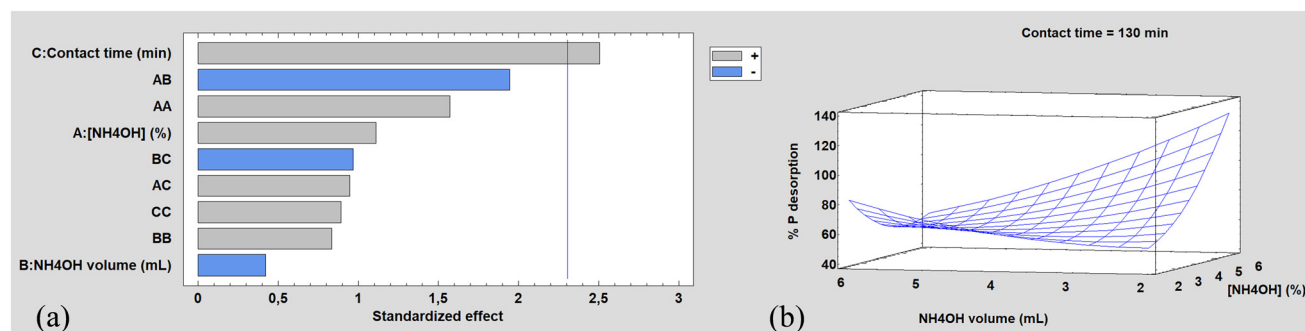 C:Contact time (min)
AB
AA
A:[NH4OH] (%)
BC
AC
CC
BB
B:NH4OH volume (mL)
0 0,5 1 1,5 2 2,5 3
Standardized effect
+
-
(a)
Contact time = 130 min
140
120
100
80
60
40
% P desorption
6 5 4 3 2
NH4OH volume (mL)
2 3 4 5 6
[NH4OH] (%)
(b)